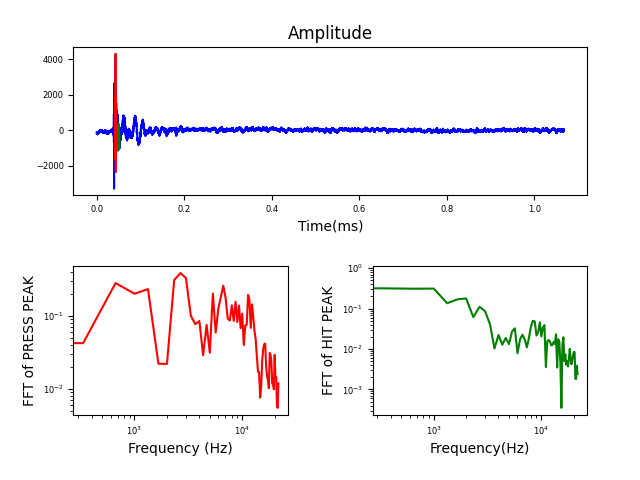 Amplitude
4000
2000
0
−2000
0.0 0.2 0.4 0.6 0.8 1.0
Time(ms)
FFT of PRESS PEAK
10⁻¹
10⁻²
10³ 10⁴
Frequency (Hz)
FFT of HIT PEAK
10⁰
10⁻¹
10⁻²
10⁻³
10³ 10⁴
Frequency(Hz)